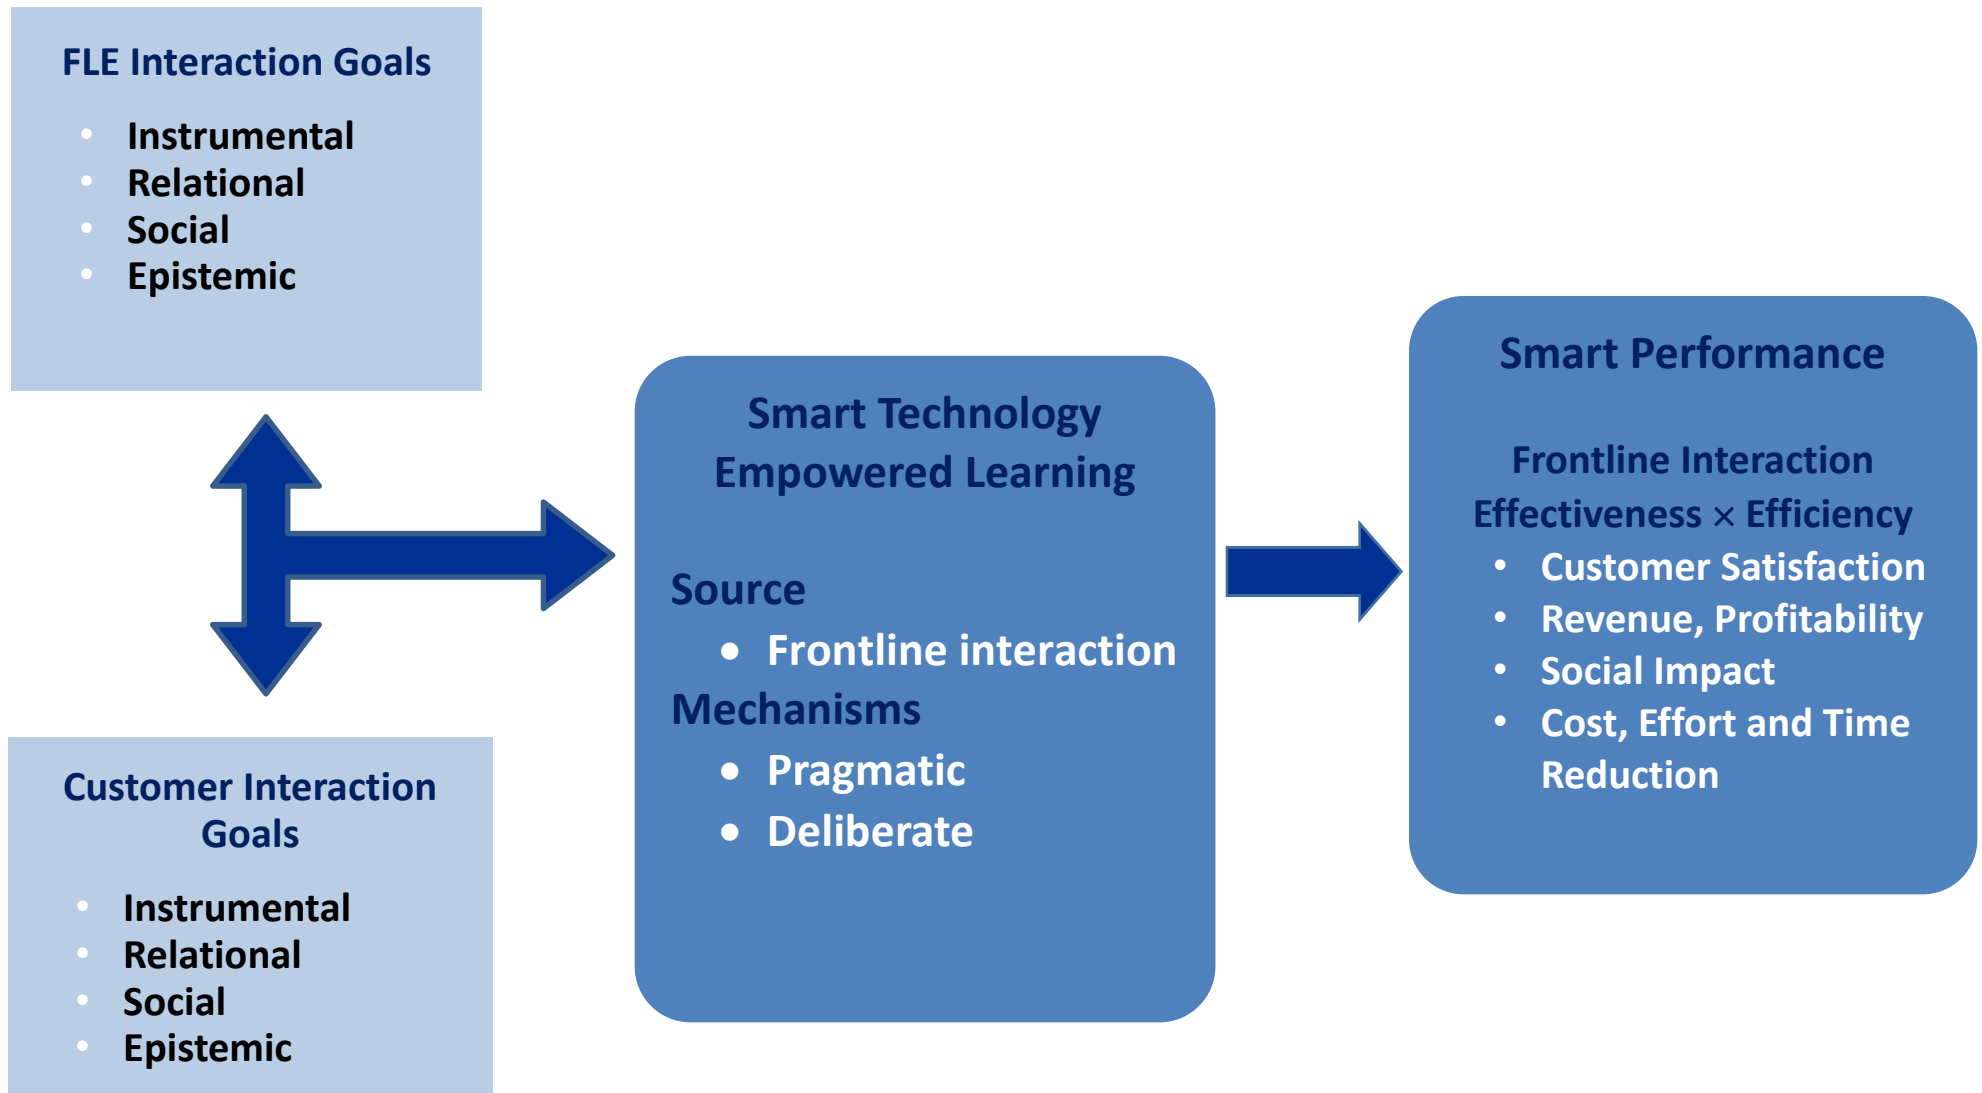 FLE Interaction Goals
• Instrumental
• Relational
• Social
• Epistemic
Customer Interaction
Goals
• Instrumental
• Relational
• Social
• Epistemic
Smart Technology
Empowered Learning
Source
• Frontline interaction
Mechanisms
• Pragmatic
• Deliberate
Smart Performance
Frontline Interaction
Effectiveness × Efficiency
• Customer Satisfaction
• Revenue, Profitability
• Social Impact
• Cost, Effort and Time
Reduction